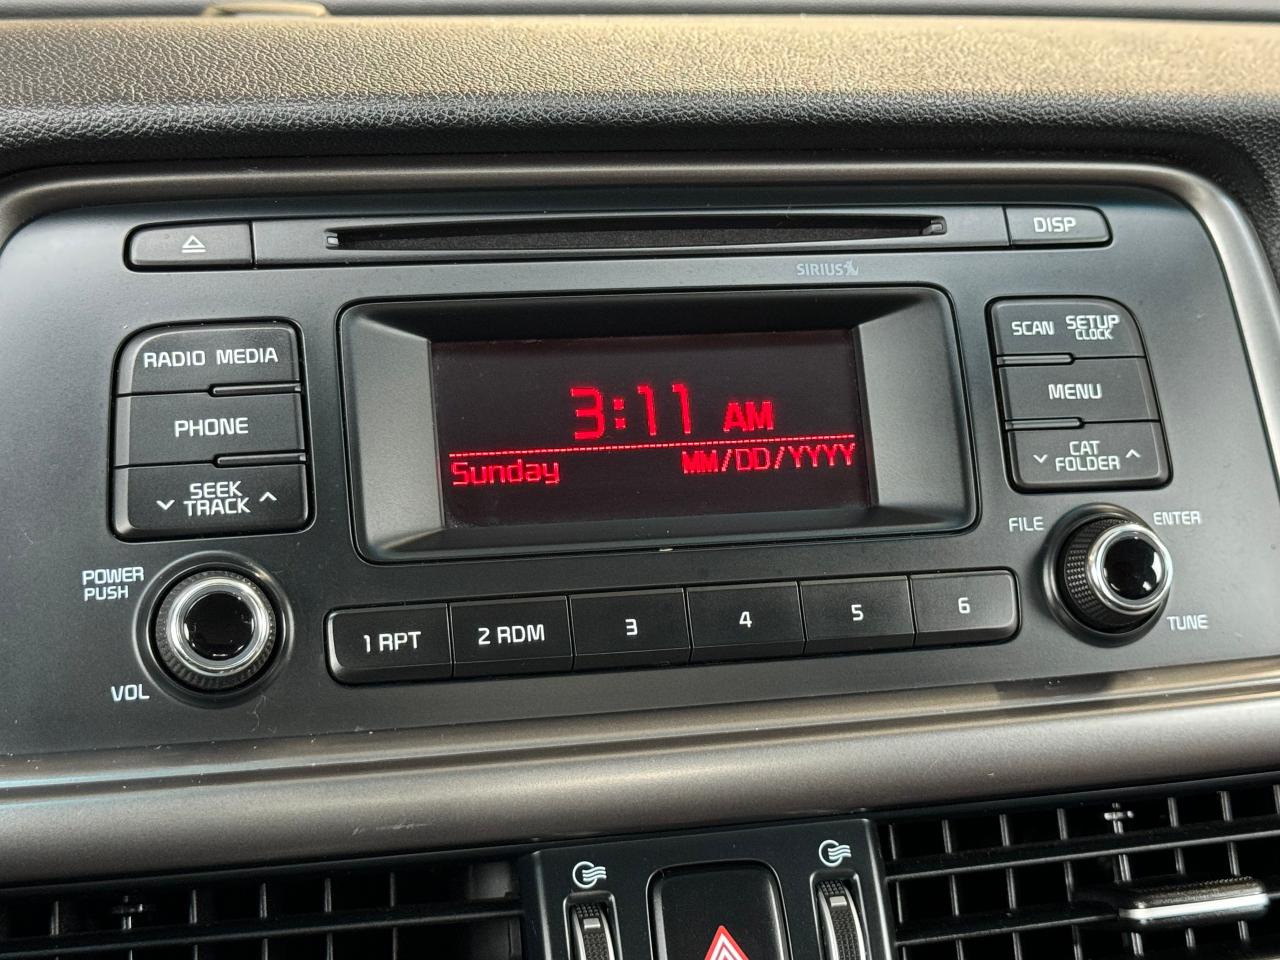 DISP
SIRIUS
RADIO MEDIA
PHONE
SEEK
TRACK
POWER
PUSH
VOL
3:11 AM
Sunday MM/DD/YYYY
1 RPT 2 RDM 3 4 5 6
SCAN SETUP
CLOCK
MENU
CAT
FOLDER
FILE ENTER
TUNE